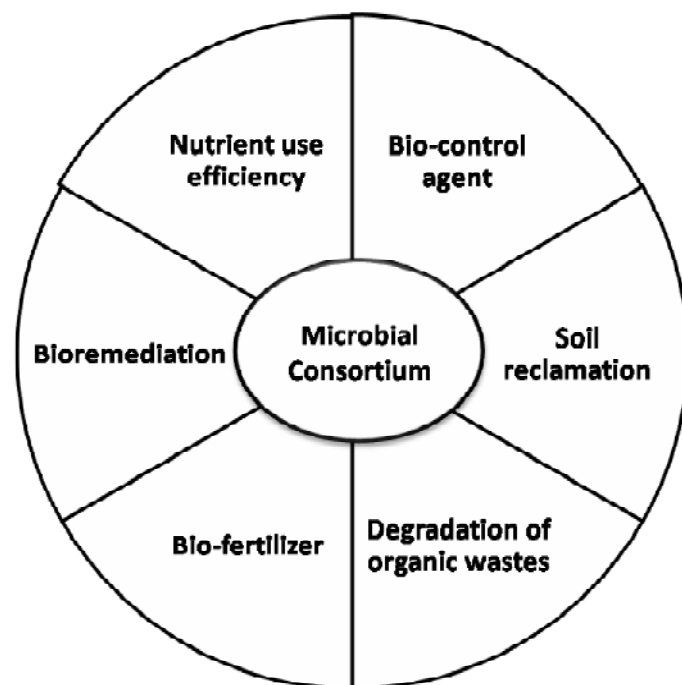 Nutrient use
efficiency
Bio-control
agent
Bioremediation
Microbial
Consortium
Soil
reclamation
Bio-fertilizer
Degradation of
organic wastes